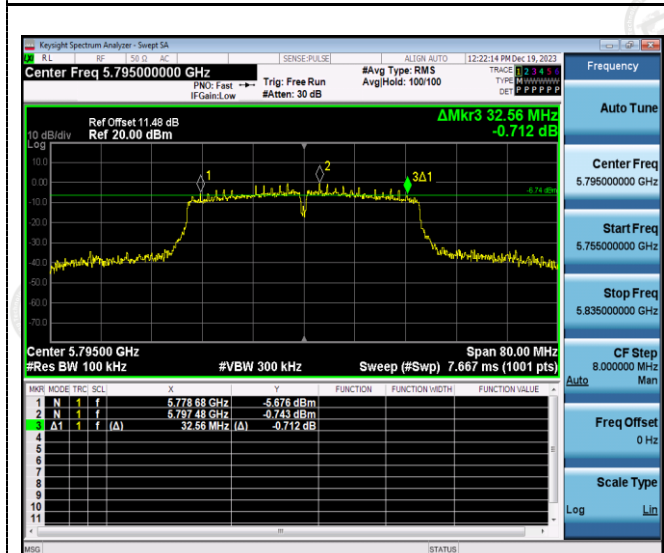 Keysight Spectrum Analyzer - Swept SA
RL RF 50 Ω AC SENSE:PULSE ALIGN AUTO 12:22:14 PM Dec 19, 2023
Center Freq 5.795000000 GHz
PNO: Fast
IFGain:Low
Trig: Free Run
#Atten: 30 dB
#Avg Type: RMS
Avg|Hold: 100/100
TRACE 1 2 3 4 5 6
TYPE M W W W W W
DET P P P P P P
Frequency
Auto Tune
Center Freq
5.795000000 GHz
Start Freq
5.755000000 GHz
Stop Freq
5.835000000 GHz
CF Step
8.000000 MHz
Auto Man
Freq Offset
0 Hz
Scale Type
Log Lin
ΔMkr3 32.56 MHz
-0.712 dB
Ref Offset 11.48 dB
10 dB/div Ref 20.00 dBm
Log
10.0
0.00
-10.0
-20.0
-30.0
-40.0
-50.0
-60.0
-70.0
1
2
3Δ1
-6.74 dBm
Center 5.79500 GHz Span 80.00 MHz
#Res BW 100 kHz #VBW 300 kHz Sweep (#Swp) 7.667 ms (1001 pts)
MKR MODE TRC SCL X Y FUNCTION FUNCTION WIDTH FUNCTION VALUE
1 N 1 f 5.778 68 GHz -5.676 dBm
2 N 1 f 5.797 48 GHz -0.743 dBm
3 Δ1 1 f (Δ) 32.56 MHz (Δ) -0.712 dB
4
5
6
7
8
9
10
11
MSG STATUS